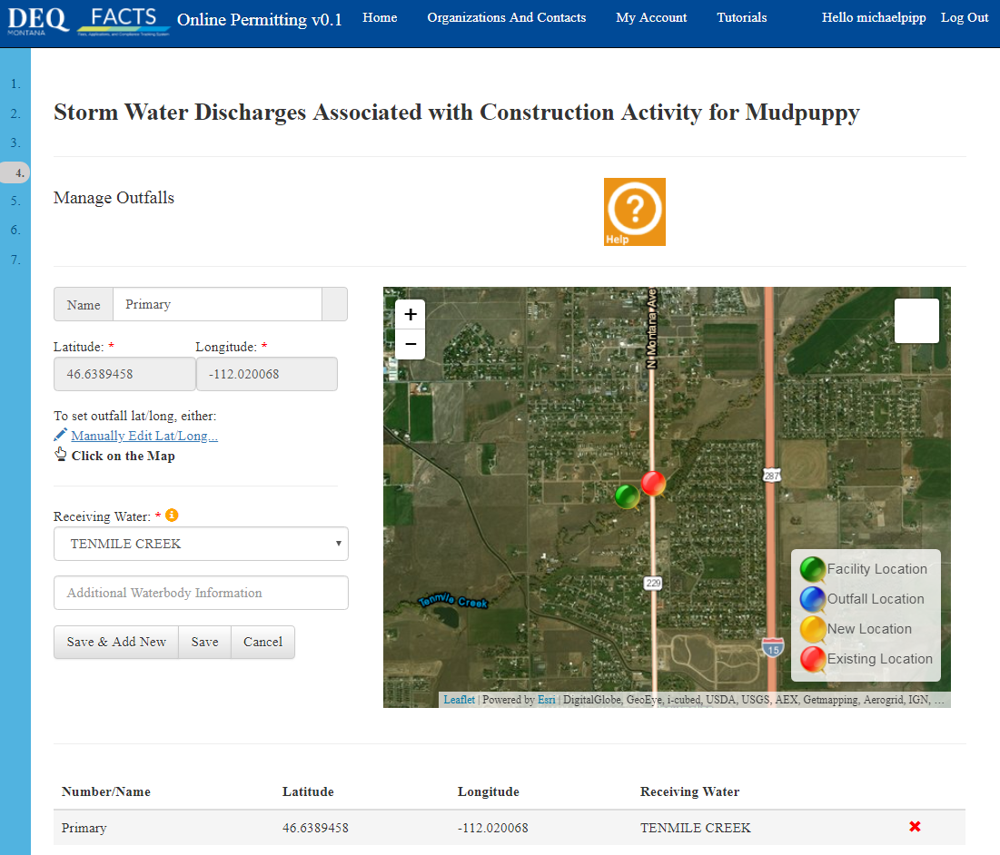 DEQ
MONTANA
FACTS
Online Permitting v0.1
Home
Organizations And Contacts
My Account
Tutorials
Hello michaelpipp
Log Out
1.
2.
3.
4.
5.
6.
7.
Storm Water Discharges Associated with Construction Activity for Mudpuppy
Manage Outfalls
?
Help
Name
Primary
Latitude: *
Longitude: *
46.6389458
-112.020068
To set outfall lat/long, either:
Manually Edit Lat/Long...
Click on the Map
Receiving Water: *
TENMILE CREEK
Additional Waterbody Information
Save & Add New
Save
Cancel
+
−
N Montana Ave
287
229
Tenmile Creek
15
Facility Location
Outfall Location
New Location
Existing Location
Leaflet | Powered by Esri | DigitalGlobe, GeoEye, i-cubed, USDA, USGS, AEX, Getmapping, Aerogrid, IGN, …
Number/Name
Latitude
Longitude
Receiving Water
Primary
46.6389458
-112.020068
TENMILE CREEK